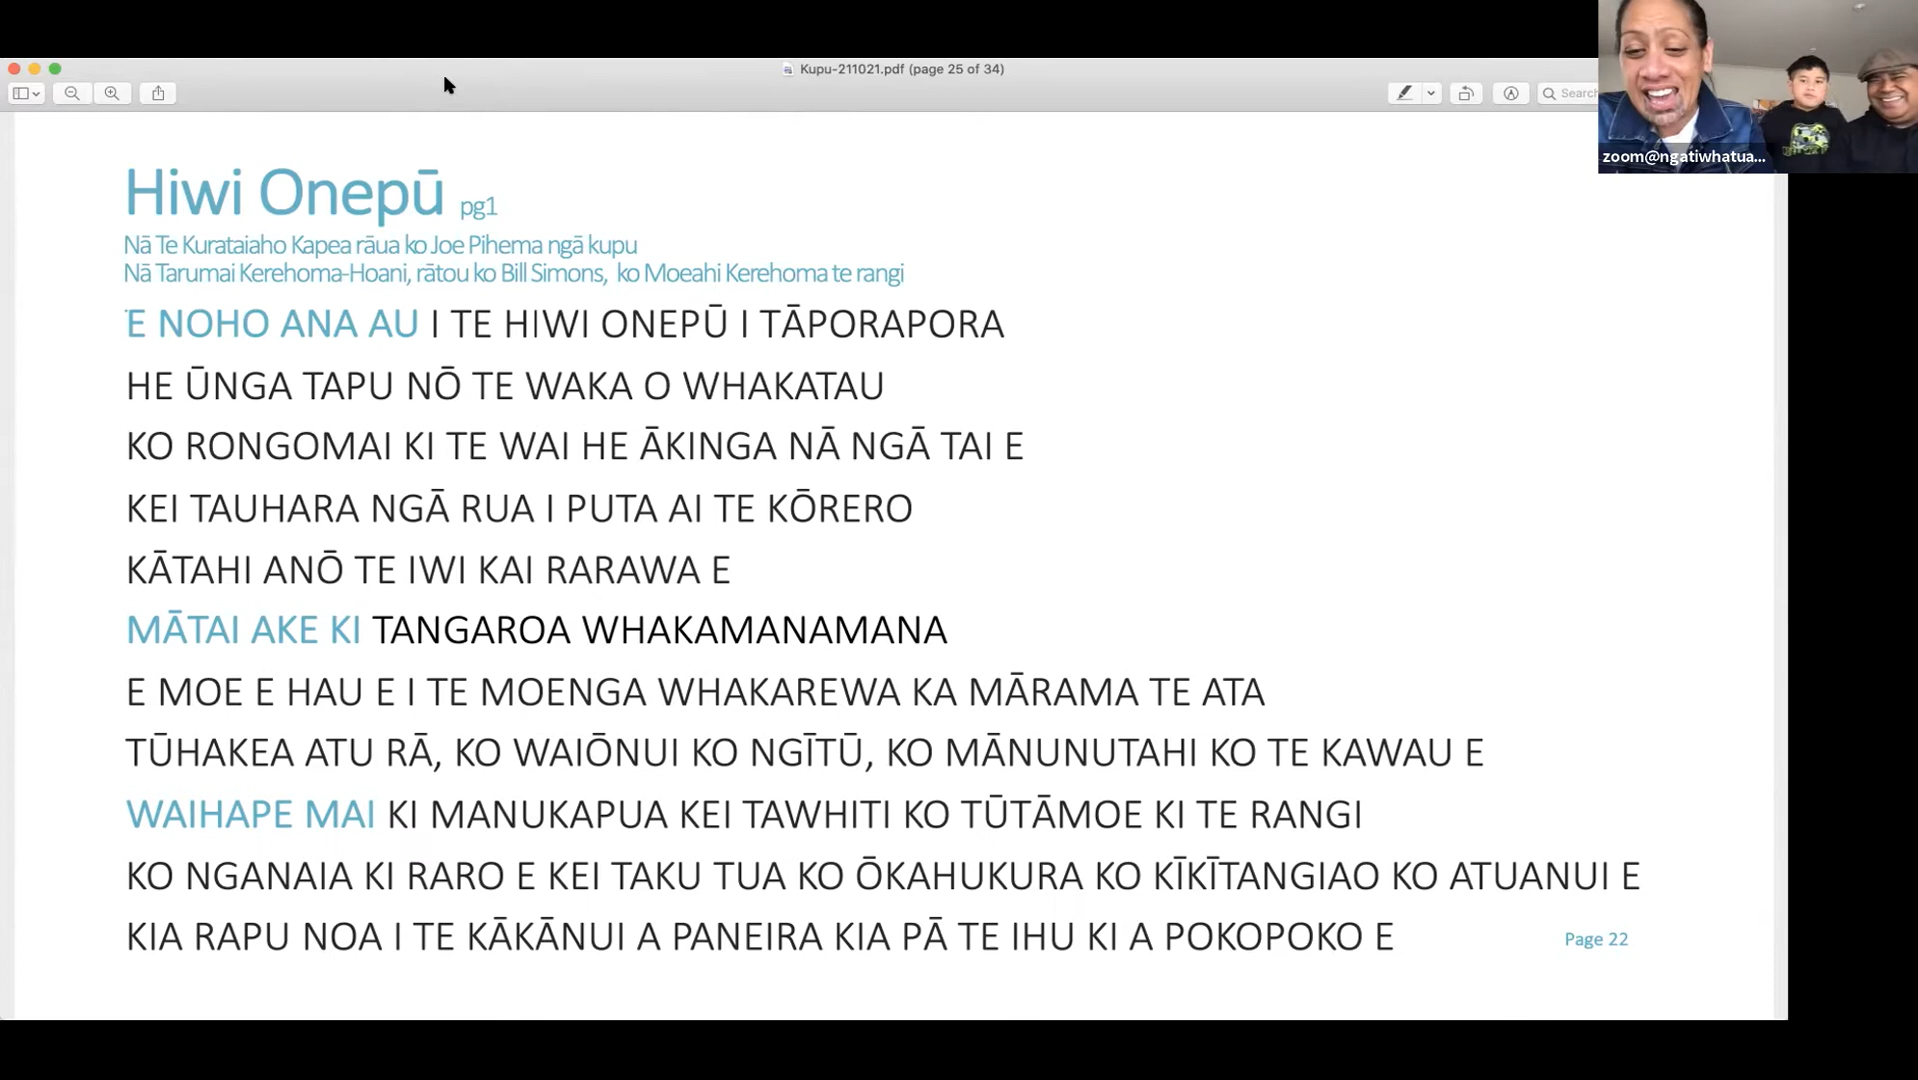 Kupu-211021.pdf (page 25 of 34)
Search
zoom@ngatiwhatua...
Hiwi Onepū pg1
Nā Te Kurataiaho Kapea rāua ko Joe Pihema ngā kupu
Nā Tarumai Kerehoma-Hoani, rātou ko Bill Simons, ko Moeahi Kerehoma te rangi
E NOHO ANA AU I TE HIWI ONEPŪ I TĀPORAPORA
HE ŪNGA TAPU NŌ TE WAKA O WHAKATAU
KO RONGOMAI KI TE WAI HE ĀKINGA NĀ NGĀ TAI E
KEI TAUHARA NGĀ RUA I PUTA AI TE KŌRERO
KĀTAHI ANŌ TE IWI KAI RARAWA E
MĀTAI AKE KI TANGAROA WHAKAMANAMANA
E MOE E HAU E I TE MOENGA WHAKAREWA KA MĀRAMA TE ATA
TŪHAKEA ATU RĀ, KO WAIŌNUI KO NGĪTŪ, KO MĀNUNUTAHI KO TE KAWAU E
WAIHAPE MAI KI MANUKAPUA KEI TAWHITI KO TŪTĀMOE KI TE RANGI
KO NGANAIA KI RARO E KEI TAKU TUA KO ŌKAHUKURA KO KĪKĪTANGIAO KO ATUANUI E
KIA RAPU NOA I TE KĀKĀNUI A PANEIRA KIA PĀ TE IHU KI A POKOPOKO E
Page 22